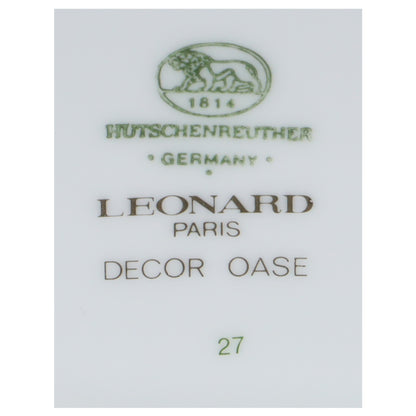 1814
HUTSCHENREUTHER
· GERMANY ·
LEONARD
PARIS
DECOR OASE
27